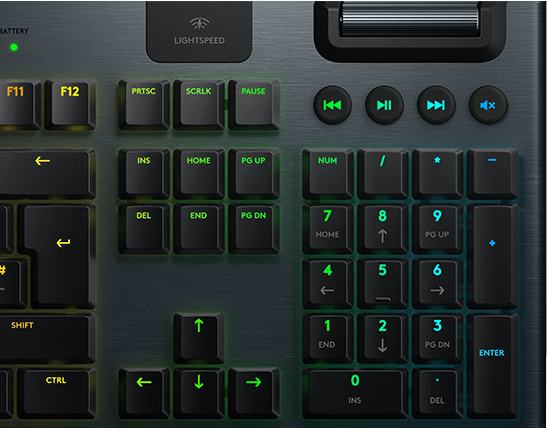 BATTERY
LIGHTSPEED
F11 F12 PRTSC SCRLK PAUSE
← INS HOME PG UP NUM / * -
DEL END PG DN 7 8 9 +
HOME ↑ PG UP
↵
# 4 5 6
~ ← → 
SHIFT ↑ 1 2 3
END ↓ PG DN ENTER
CTRL ← ↓ → 0 .
INS DEL